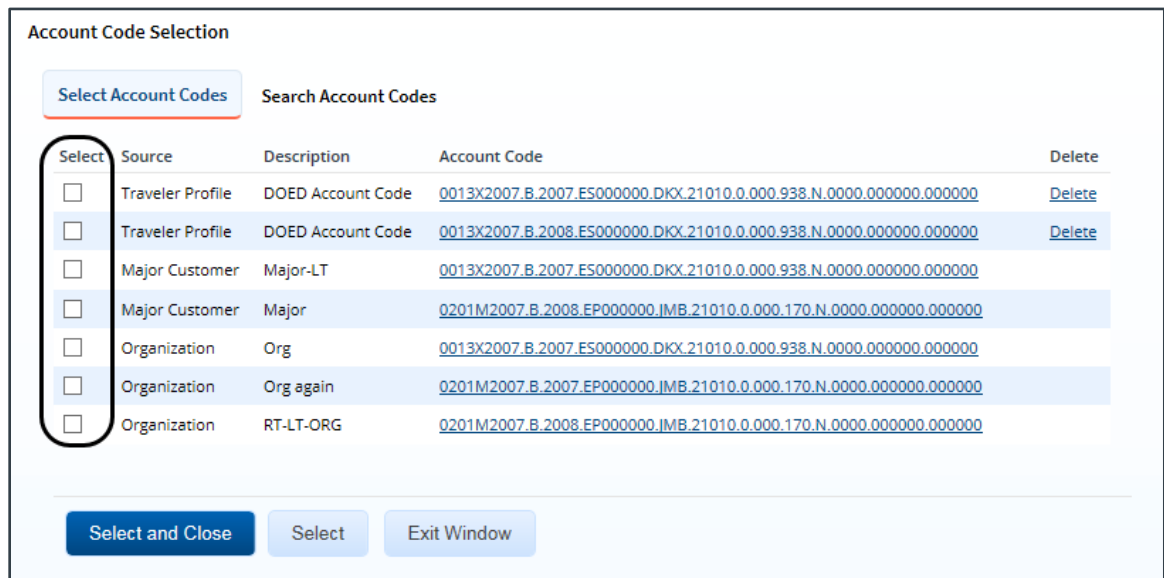 Account Code Selection
Select Account Codes Search Account Codes
Select Source Description Account Code Delete
Traveler Profile DOED Account Code 0013X2007.B.2007.ES000000.DKX.21010.0.000.938.N.0000.000000.000000 Delete
Traveler Profile DOED Account Code 0013X2007.B.2008.ES000000.DKX.21010.0.000.938.N.0000.000000.000000 Delete
Major Customer Major-LT 0013X2007.B.2007.ES000000.DKX.21010.0.000.938.N.0000.000000.000000
Major Customer Major 0201M2007.B.2008.EP000000.JMB.21010.0.000.170.N.0000.000000.000000
Organization Org 0013X2007.B.2007.ES000000.DKX.21010.0.000.938.N.0000.000000.000000
Organization Org again 0201M2007.B.2007.EP000000.JMB.21010.0.000.170.N.0000.000000.000000
Organization RT-LT-ORG 0201M2007.B.2008.EP000000.JMB.21010.0.000.170.N.0000.000000.000000
Select and Close Select Exit Window